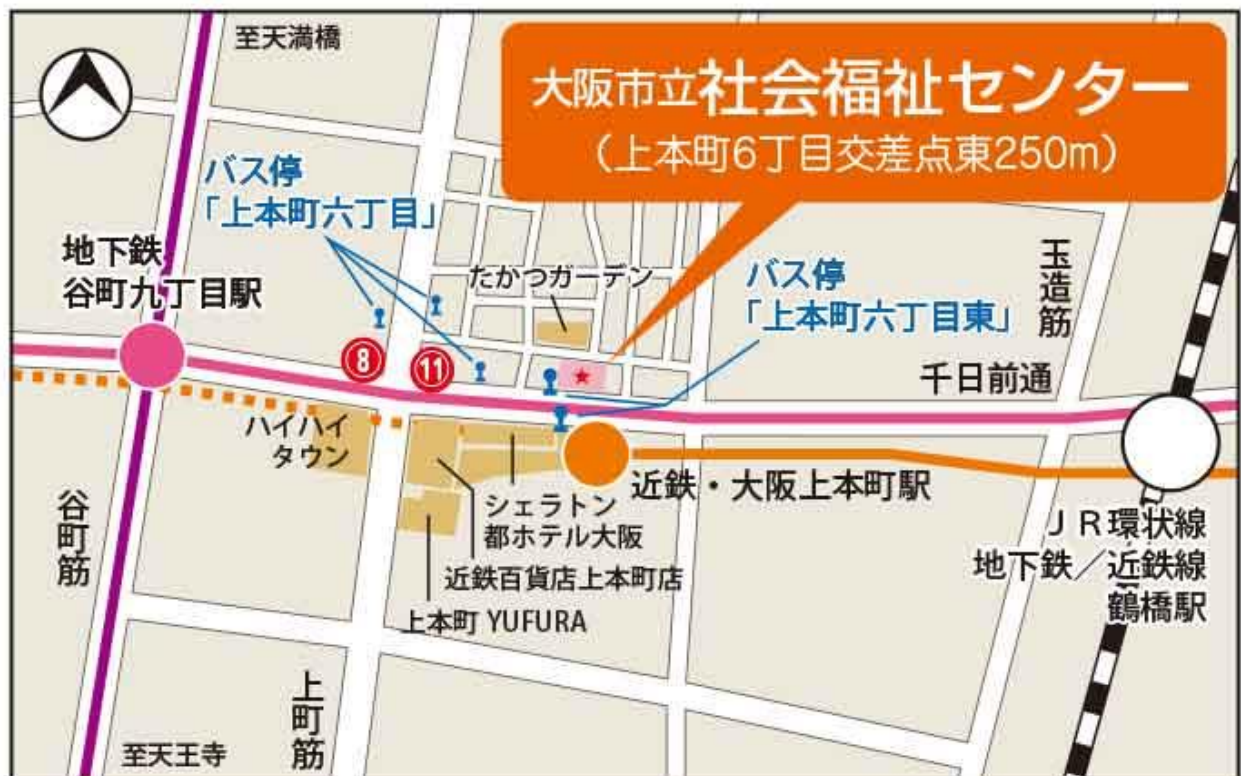 至天満橋
大阪市立社会福祉センター
（上本町6丁目交差点東250m）
バス停
「上本町六丁目」
地下鉄
谷町九丁目駅
たかつガーデン
バス停
「上本町六丁目東」
玉造筋
8
11
千日前通
ハイハイ
タウン
近鉄・大阪上本町駅
シェラトン
都ホテル大阪
近鉄百貨店上本町店
上本町 YUFURA
谷町筋
ＪＲ環状線
地下鉄／近鉄線
鶴橋駅
上町筋
至天王寺